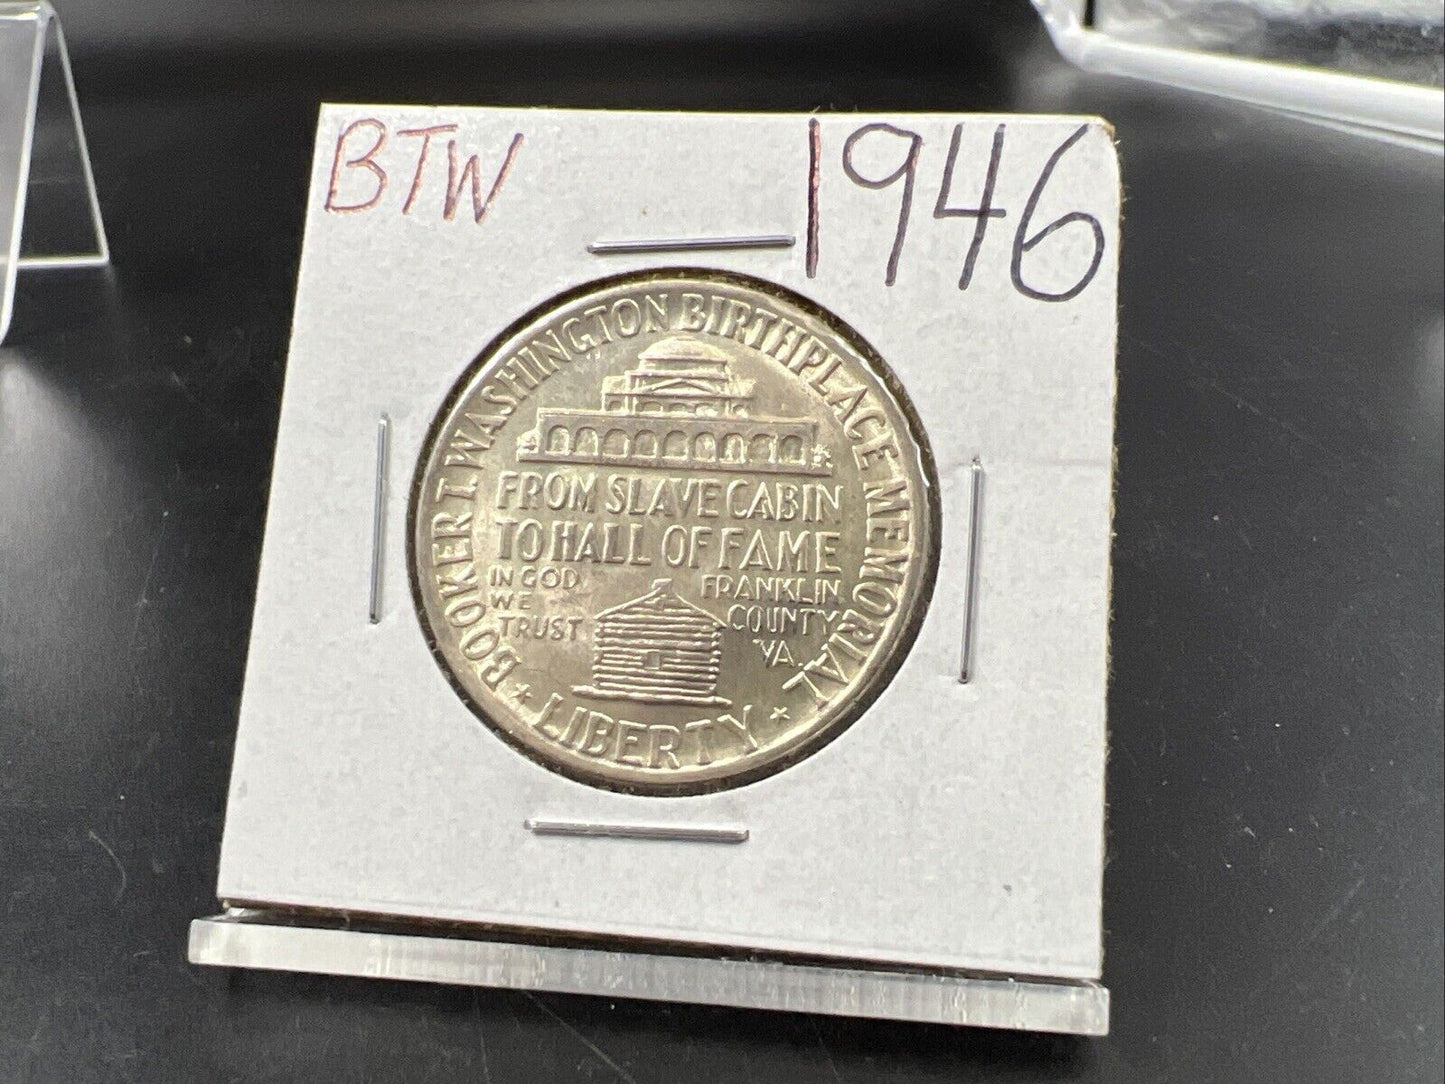 BTW 1946
BOOKER T. WASHINGTON BIRTHPLACE MEMORIAL
FROM SLAVE CABIN
TO HALL OF FAME
IN GOD
WE
TRUST
FRANKLIN
COUNTY
VA.
LIBERTY